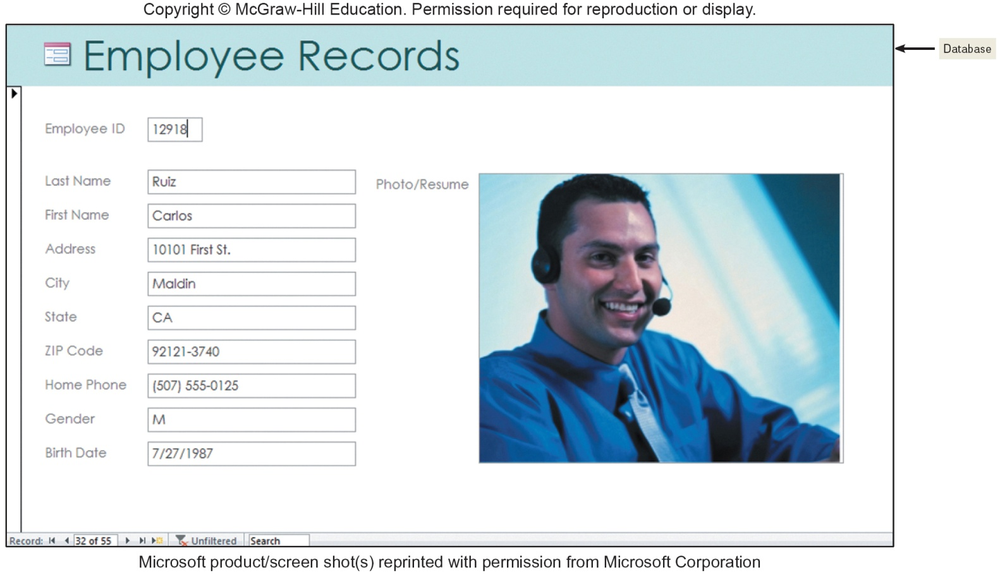 Copyright © McGraw-Hill Education. Permission required for reproduction or display.
Employee Records
Database
Employee ID 12918
Last Name Ruiz
Photo/Resume
First Name Carlos
Address 10101 First St.
City Maldin
State CA
ZIP Code 92121-3740
Home Phone (507) 555-0125
Gender M
Birth Date 7/27/1987
Record: 32 of 55 Unfiltered Search
Microsoft product/screen shot(s) reprinted with permission from Microsoft Corporation